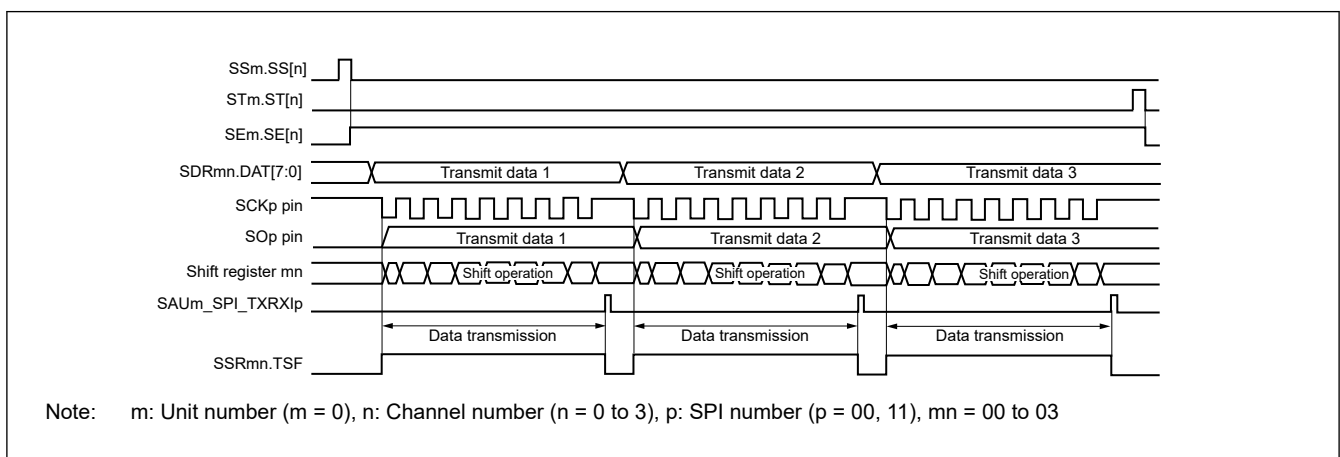 SSm.SS[n]
STm.ST[n]
SEm.SE[n]
SDRmn.DAT[7:0] Transmit data 1 Transmit data 2 Transmit data 3
SCKp pin
SOp pin Transmit data 1 Transmit data 2 Transmit data 3
Shift register mn Shift operation Shift operation Shift operation
SAUm_SPI_TXRXIp
Data transmission Data transmission Data transmission
SSRmn.TSF
Note: m: Unit number (m = 0), n: Channel number (n = 0 to 3), p: SPI number (p = 00, 11), mn = 00 to 03